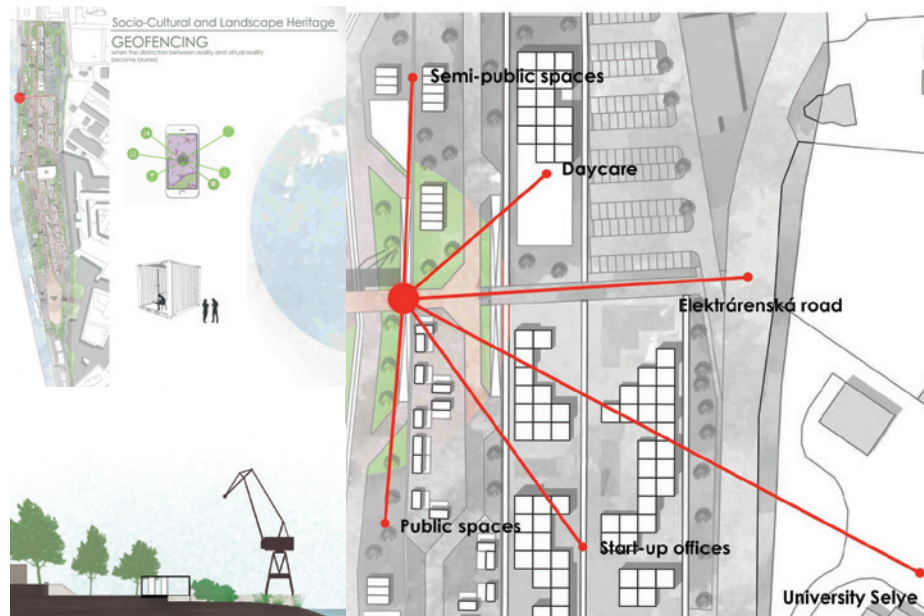 Socio-Cultural and Landscape Heritage
GEOFENCING
when the distinction between reality and virtual reality
become blurred
Semi-public spaces
Daycare
Elektrárenská road
Public spaces
Start-up offices
University Selye